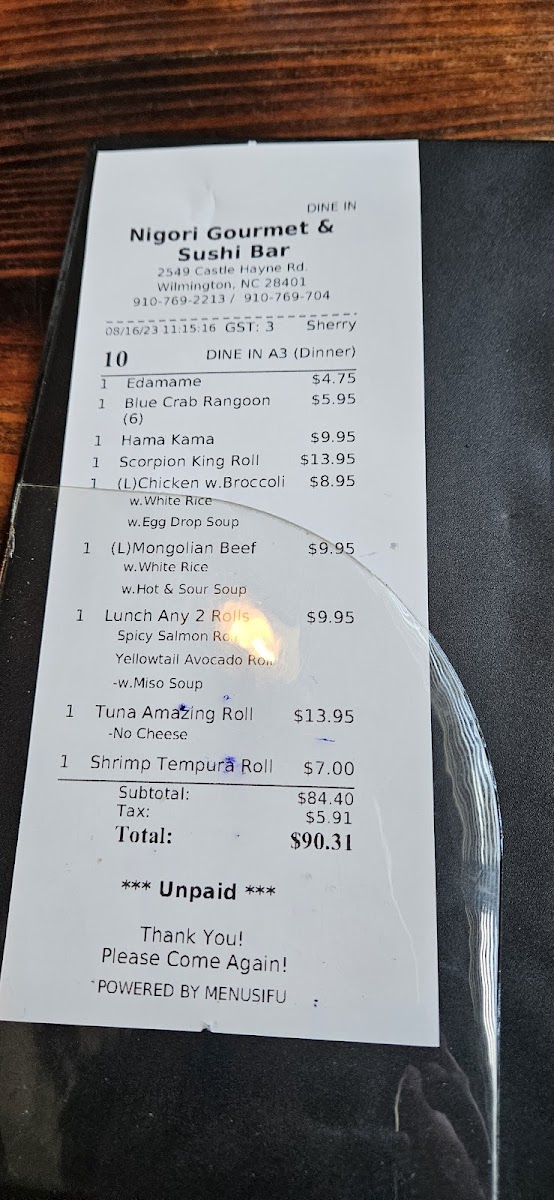 DINE IN
Nigori Gourmet &
Sushi Bar
2549 Castle Hayne Rd.
Wilmington, NC 28401
910-769-2213 / 910-769-704
08/16/23 11:15:16 GST: 3 Sherry
10 DINE IN A3 (Dinner)
1 Edamame $4.75
1 Blue Crab Rangoon $5.95
(6)
1 Hama Kama $9.95
1 Scorpion King Roll $13.95
1 (L)Chicken w.Broccoli $8.95
w.White Rice
w.Egg Drop Soup
1 (L)Mongolian Beef $9.95
w.White Rice
w.Hot & Sour Soup
1 Lunch Any 2 Rolls $9.95
Spicy Salmon Roll
Yellowtail Avocado Roll
-w.Miso Soup
1 Tuna Amazing Roll $13.95
-No Cheese
1 Shrimp Tempura Roll $7.00
Subtotal: $84.40
Tax: $5.91
Total: $90.31
*** Unpaid ***
Thank You!
Please Come Again!
POWERED BY MENUSIFU